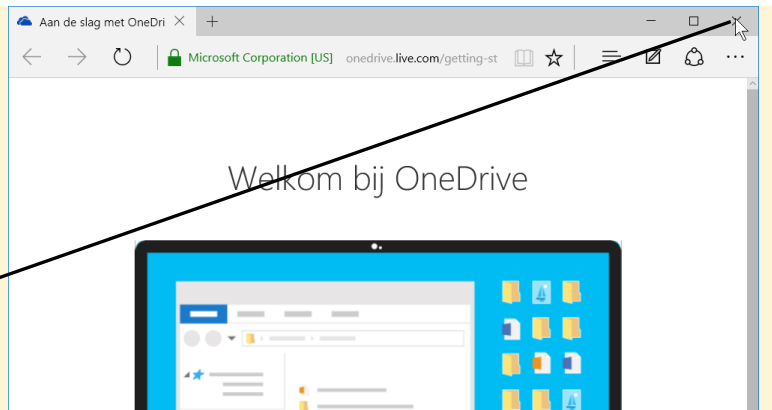 Aan de slag met OneDri
Microsoft Corporation [US] onedrive.live.com/getting-st
Welkom bij OneDrive